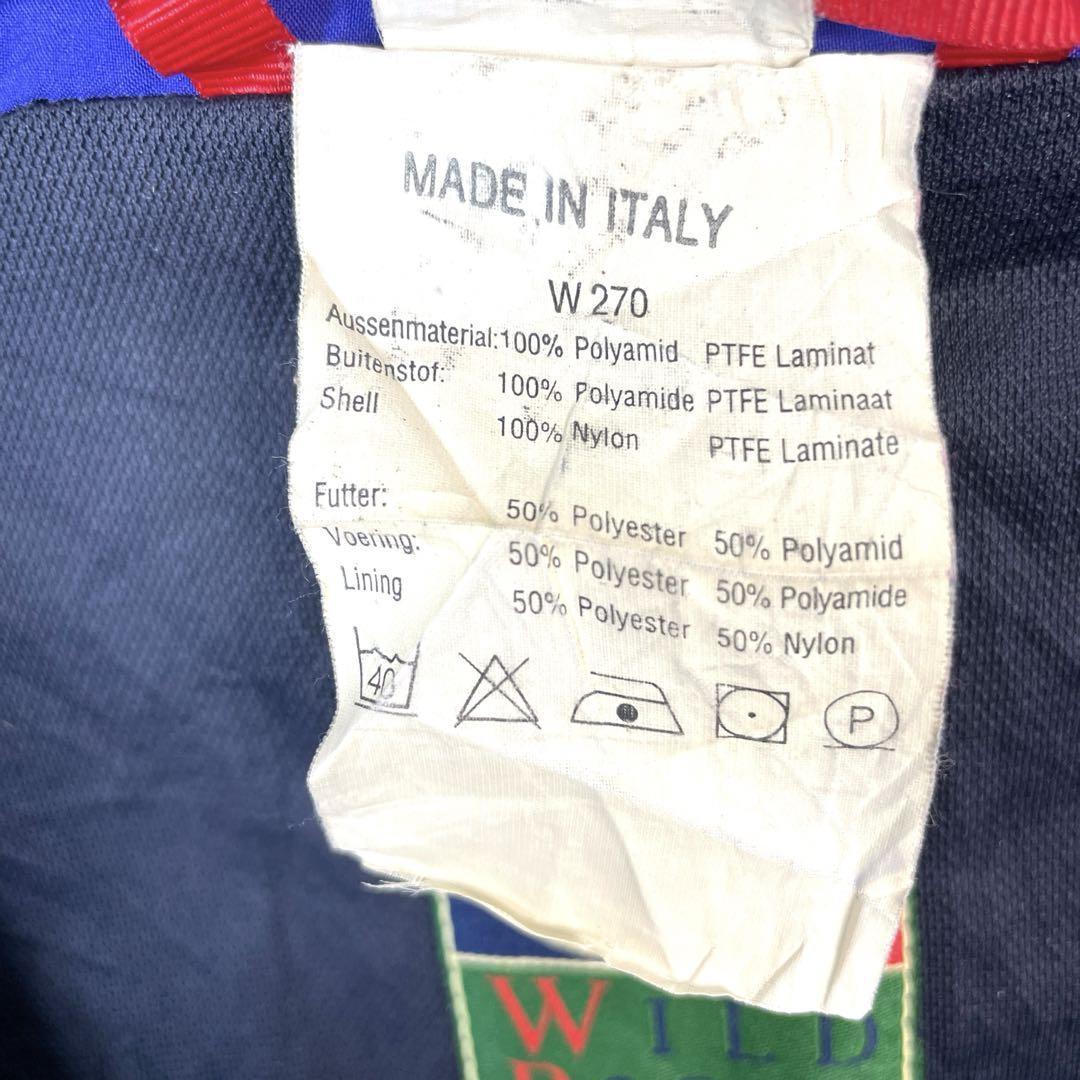 MADE IN ITALY
W 270
Aussenmaterial: 100% Polyamid PTFE Laminat
Buitenstof: 100% Polyamide PTFE Laminaat
Shell 100% Nylon PTFE Laminate
Futter: 50% Polyester 50% Polyamid
Voering: 50% Polyester 50% Polyamide
Lining 50% Polyester 50% Nylon
40 P
WILD